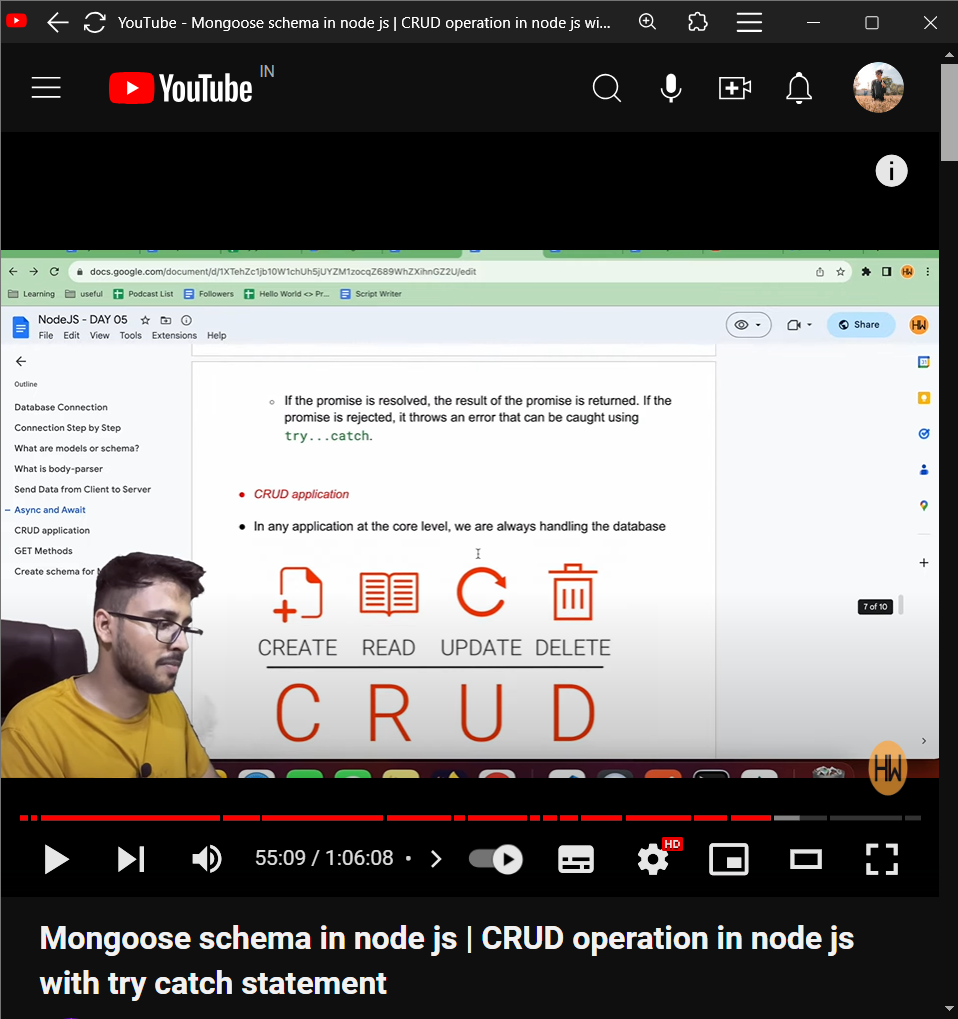 YouTube - Mongoose schema in node js | CRUD operation in node js wi...
YouTube IN
docs.google.com/document/d/1XTehZc1jb10W1chUh5jUYZM1zocqZ689WhZXihnGZ2U/edit
HW
Learning useful Podcast List Followers Hello World <> Pr... Script Writer
NodeJS - DAY 05
File Edit View Tools Extensions Help
Share
HW
Outline
Database Connection
Connection Step by Step
What are models or schema?
What is body-parser
Send Data from Client to Server
Async and Await
CRUD application
GET Methods
Create schema for
If the promise is resolved, the result of the promise is returned. If the
promise is rejected, it throws an error that can be caught using
try...catch.
CRUD application
In any application at the core level, we are always handling the database
CREATE READ UPDATE DELETE
C R U D
7 of 10
HW
55:09 / 1:06:08 •
HD
Mongoose schema in node js | CRUD operation in node js
with try catch statement